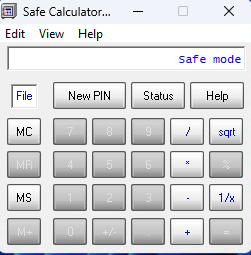 Safe Calculator...
Edit View Help
Safe mode
File New PIN Status Help
MC 7 8 9 / sqrt
MR 4 5 6 * %
MS 1 2 3 - 1/x
M+ 0 +/- . + =